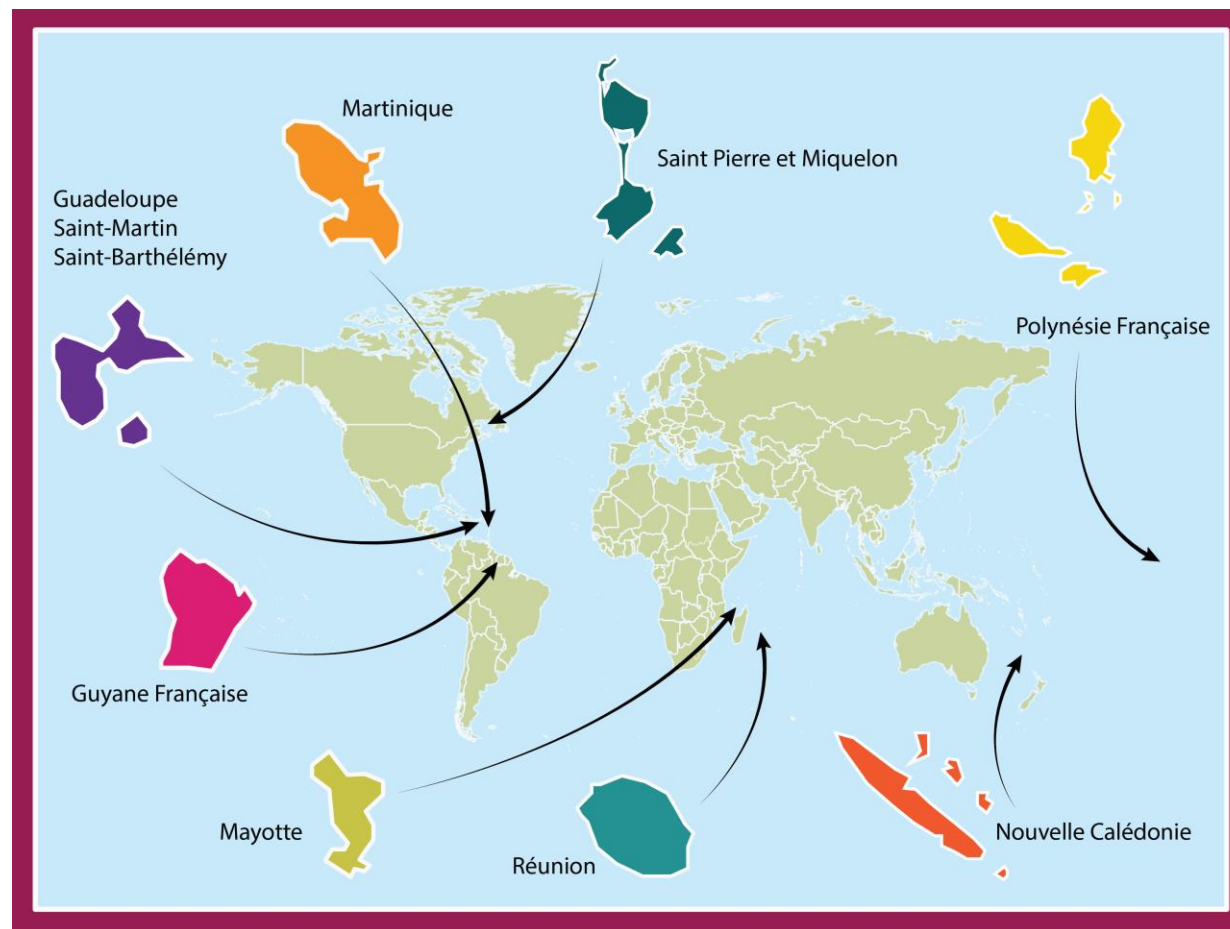 Martinique
Saint Pierre et Miquelon
Guadeloupe
Saint-Martin
Saint-Barthélémy
Polynésie Française
Guyane Française
Mayotte
Réunion
Nouvelle Calédonie